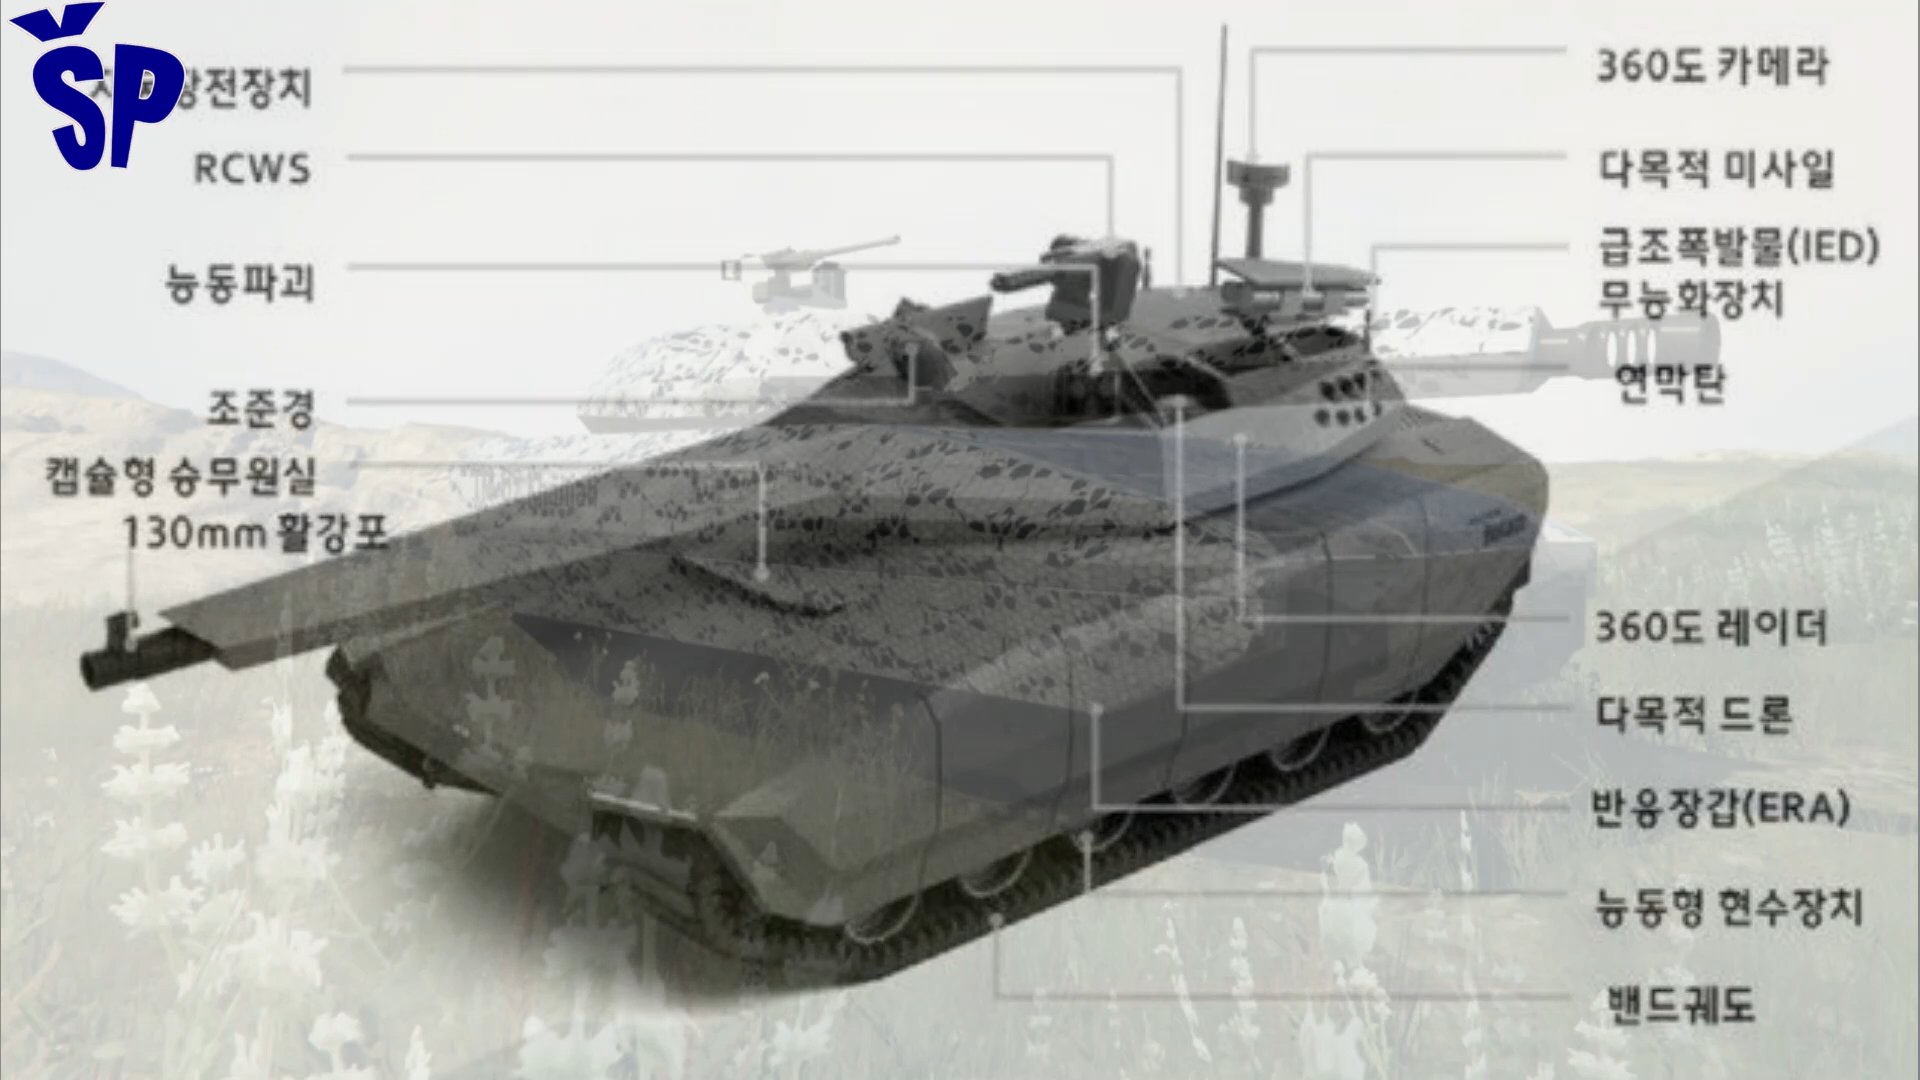 ŠP
장전장치
RCWS
능동파괴
조준경
캡슐형 승무원실
130mm 활강포
360도 카메라
다목적 미사일
급조폭발물(IED)
무능화장치
연막탄
360도 레이더
다목적 드론
반응장갑(ERA)
능동형 현수장치
밴드궤도